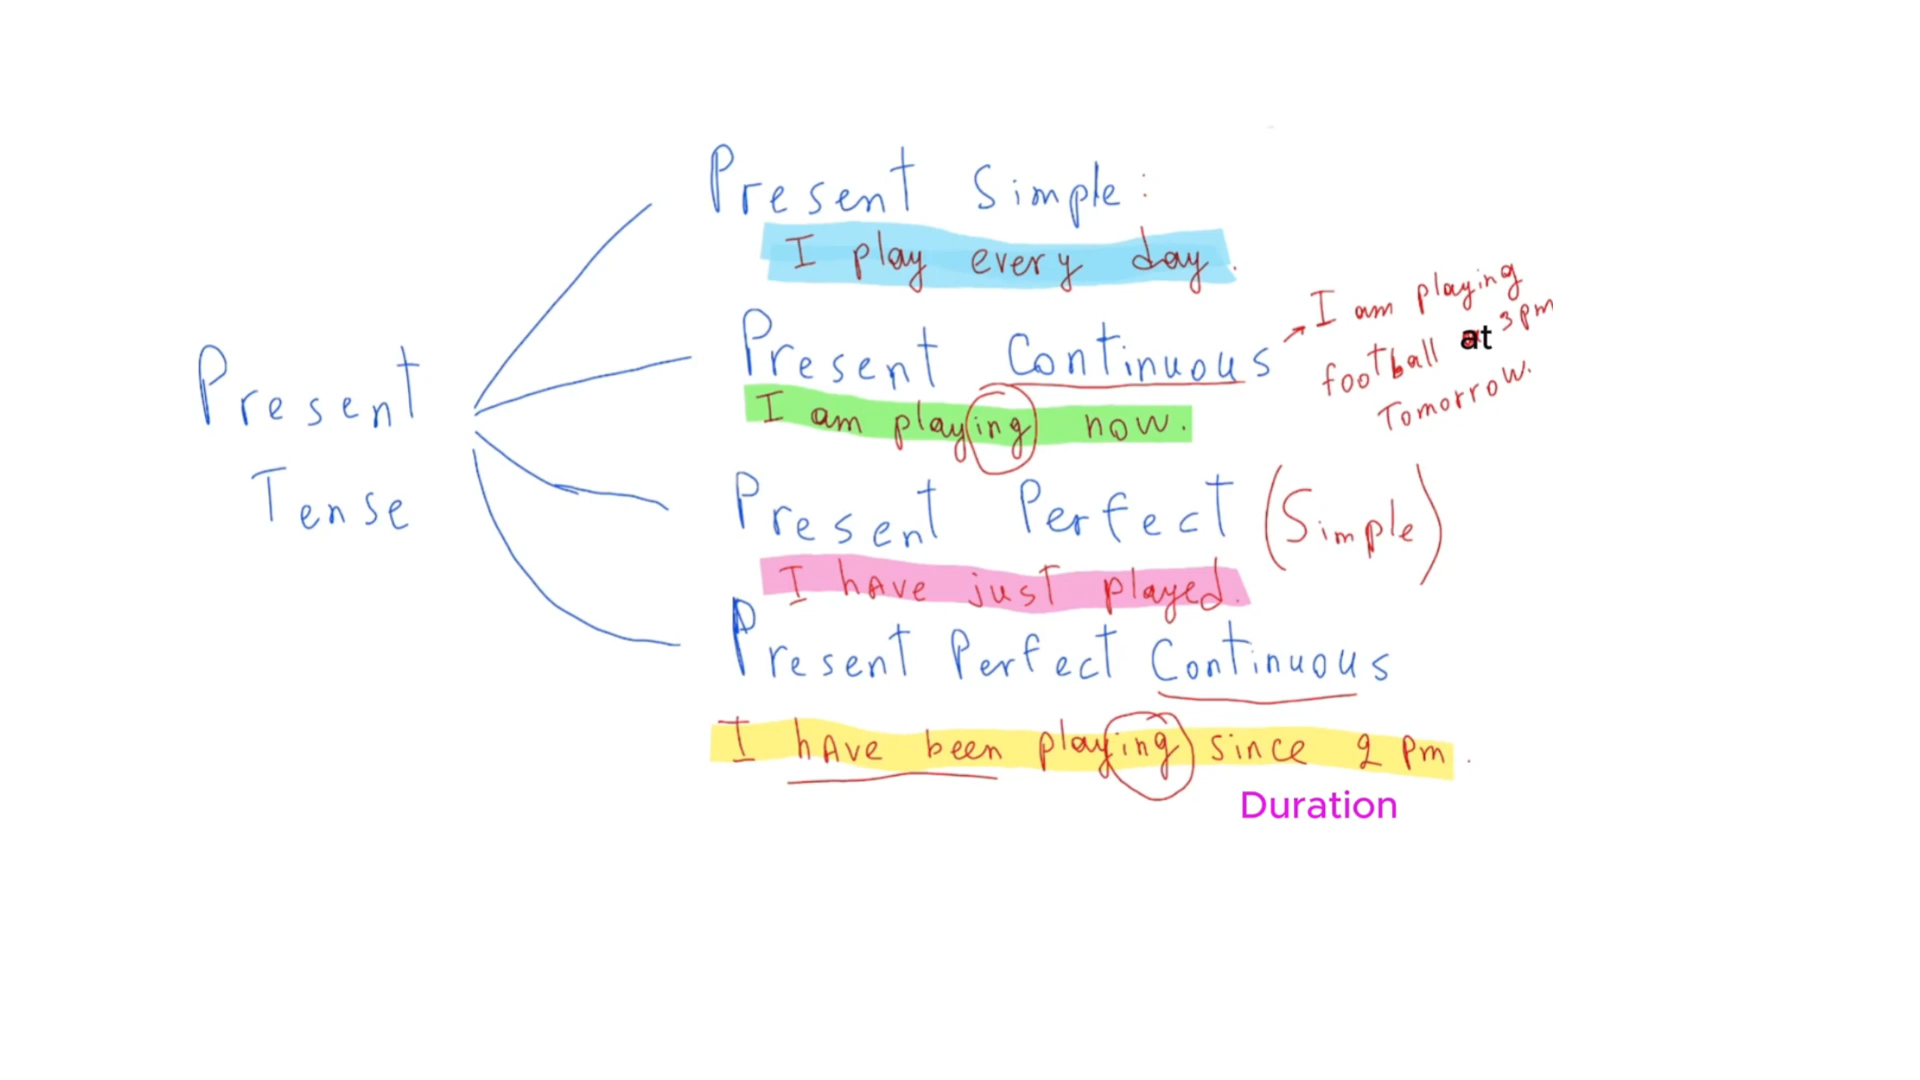 Present
Tense
Present Simple:
I play every day.
Present Continuous
I am playing now.
I am playing
football at 3pm
Tomorrow.
Present Perfect (Simple)
I have just played.
Present Perfect Continuous
I have been playing since 2 pm.
Duration